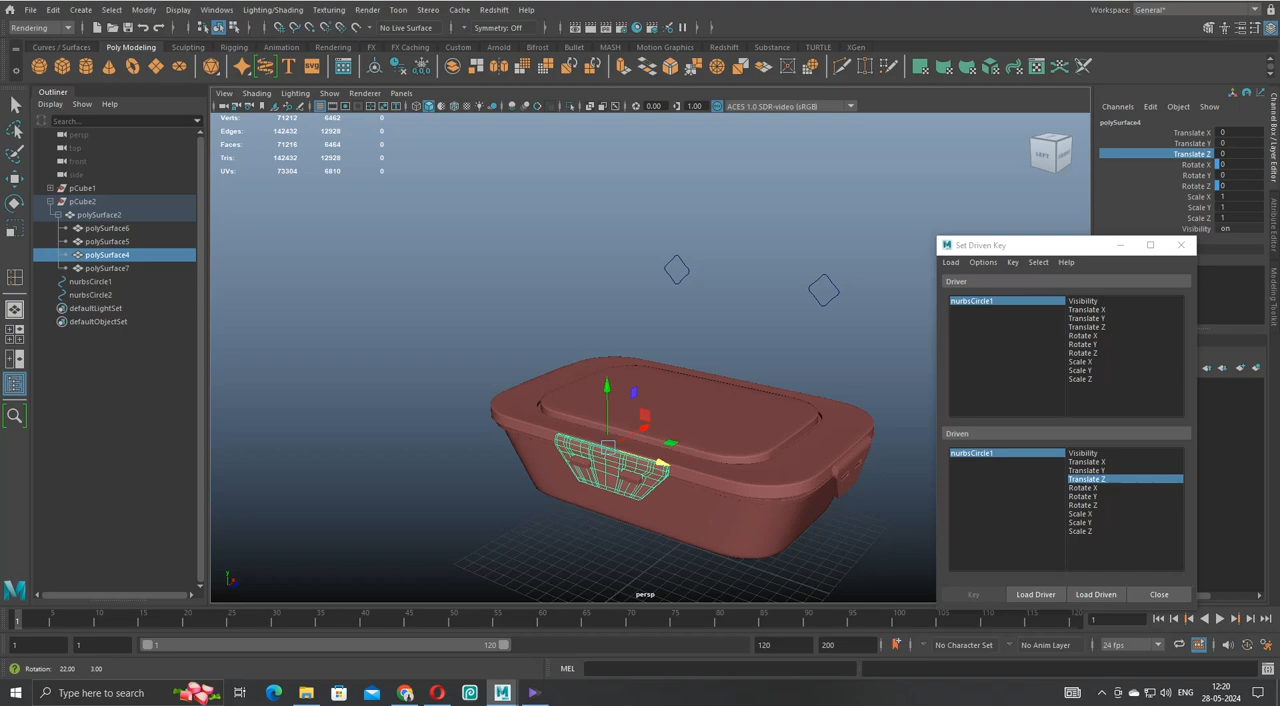 File Edit Create Select Modify Display Windows Lighting/Shading Texturing Render Toon Stereo Cache Redshift Help Workspace: General*
Rendering No Live Surface Symmetry: Off
Curves / Surfaces Poly Modeling Sculpting Rigging Animation Rendering FX FX Caching Custom Arnold Bifrost Bullet MASH Motion Graphics Redshift Substance TURTLE XGen
Outliner
Display Show Help
Search...
persp
top
front
side
pCube1
pCube2
polySurface2
polySurface6
polySurface5
polySurface4
polySurface7
nurbsCircle1
nurbsCircle2
defaultLightSet
defaultObjectSet
View Shading Lighting Show Renderer Panels
0.00 1.00 ACES 1.0 SDR-video (sRGB)
Verts: 71212 6462 0
Edges: 142432 12928 0
Faces: 71216 6464 0
Tris: 142432 12928 0
UVs: 73304 6810 0
LEFT
persp
Channels Edit Object Show
polySurface4
Translate X 0
Translate Y 0
Translate Z 0
Rotate X 0
Rotate Y 0
Rotate Z 0
Scale X 1
Scale Y 1
Scale Z 1
Visibility on
Channel Box / Layer Editor
Attribute Editor
Modeling Toolkit
Set Driven Key
Load Options Key Select Help
Driver
nurbsCircle1
Visibility
Translate X
Translate Y
Translate Z
Rotate X
Rotate Y
Rotate Z
Scale X
Scale Y
Scale Z
Driven
nurbsCircle1
Visibility
Translate X
Translate Y
Translate Z
Rotate X
Rotate Y
Rotate Z
Scale X
Scale Y
Scale Z
Key Load Driver Load Driven Close
5 10 15 20 25 30 35 40 45 50 55 60 65 70 75 80 85 90 95 100 105 110 115 120
1 1
1 1 1 120 120 200 No Character Set No Anim Layer 24 fps
Rotation: 22.00 3.00 MEL
Type here to search ENG 12:20
28-05-2024